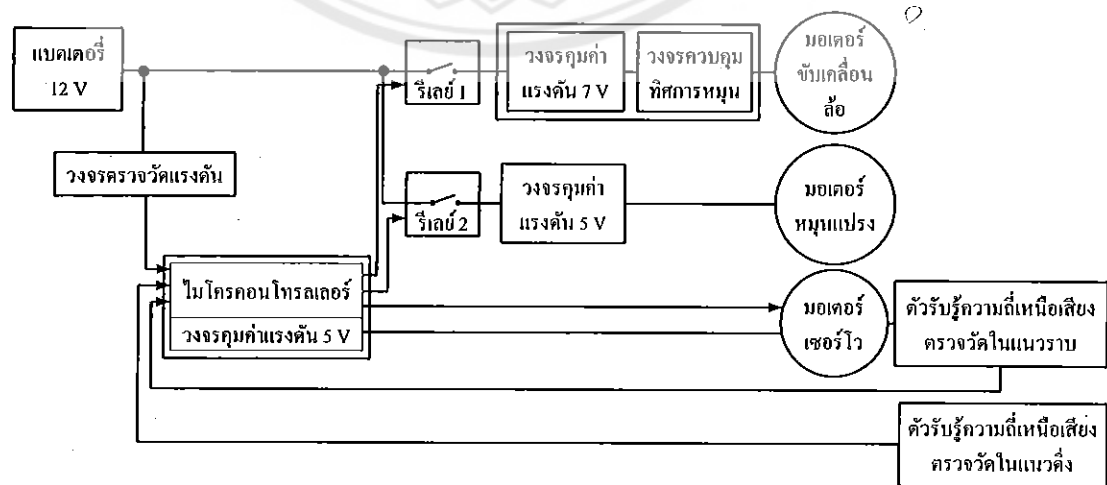 แบตเตอรี่
12 V
รีเลย์ 1
วงจรคุมค่า
แรงดัน 7 V
วงจรควบคุม
ทิศการหมุน
มอเตอร์
ขับเคลื่อน
ล้อ
วงจรตรวจวัดแรงดัน
รีเลย์ 2
วงจรคุมค่า
แรงดัน 5 V
มอเตอร์
หมุนแปรง
ไมโครคอนโทรลเลอร์
วงจรคุมค่าแรงดัน 5 V
มอเตอร์
เซอร์โว
ตัวรับรู้ความถี่เหนือเสียง
ตรวจวัดในแนวราบ
ตัวรับรู้ความถี่เหนือเสียง
ตรวจวัดในแนวดิ่ง